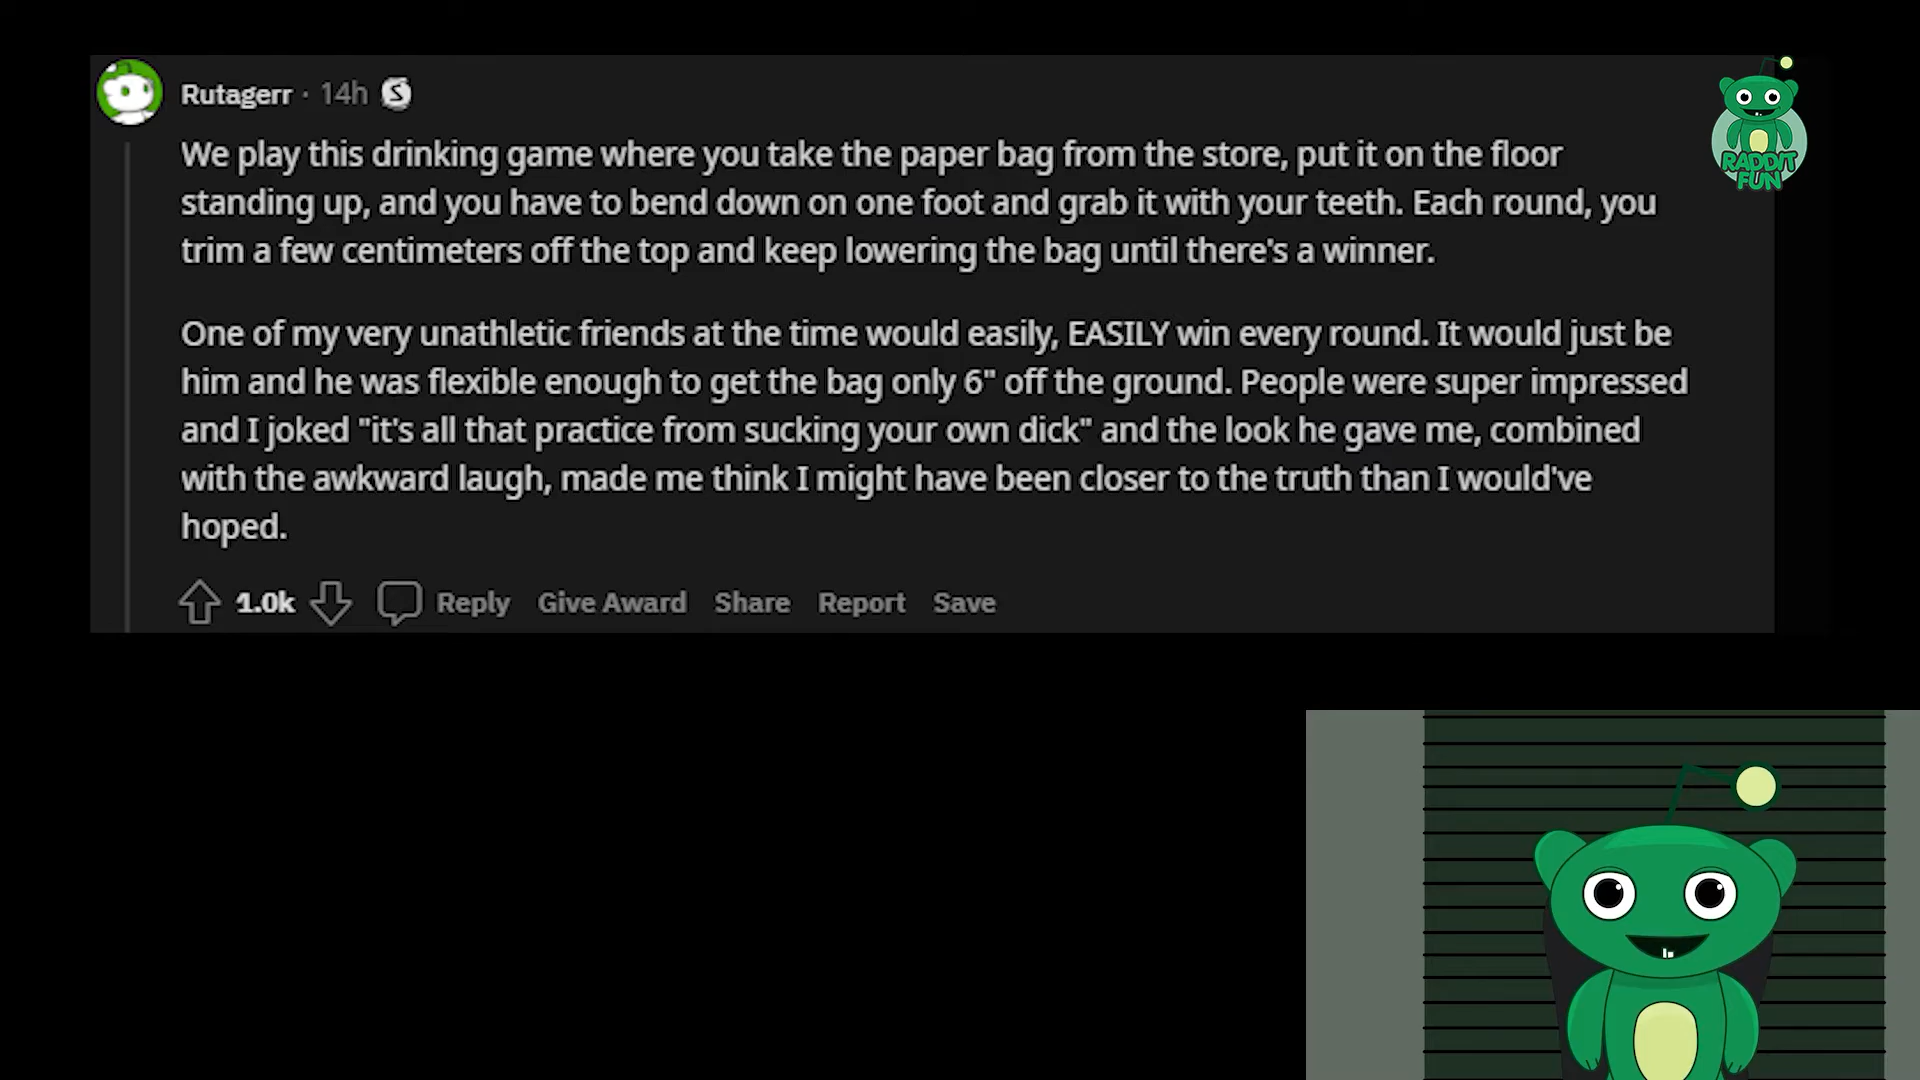 Rutagerr · 14h
We play this drinking game where you take the paper bag from the store, put it on the floor
standing up, and you have to bend down on one foot and grab it with your teeth. Each round, you
trim a few centimeters off the top and keep lowering the bag until there's a winner.
One of my very unathletic friends at the time would easily, EASILY win every round. It would just be
him and he was flexible enough to get the bag only 6" off the ground. People were super impressed
and I joked "it's all that practice from sucking your own dick" and the look he gave me, combined
with the awkward laugh, made me think I might have been closer to the truth than I would've
hoped.
1.0k Reply Give Award Share Report Save
RADDIT
FUN